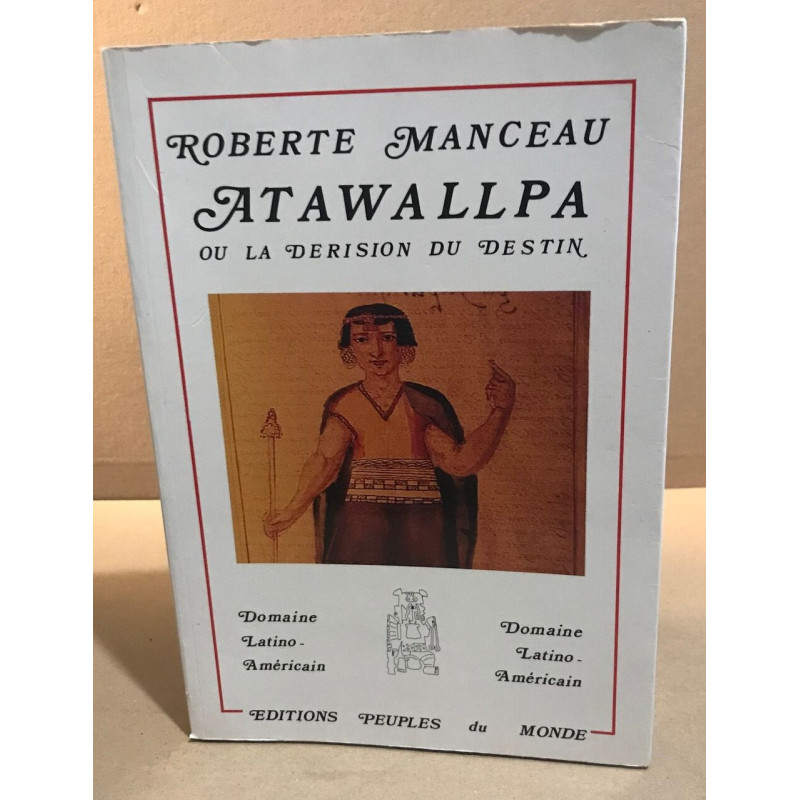 ROBERTE MANCEAU
ATAWALLPA
OU LA DERISION DU DESTIN
Domaine
Latino-
Américain
Domaine
Latino-
Américain
EDITIONS PEUPLES du MONDE